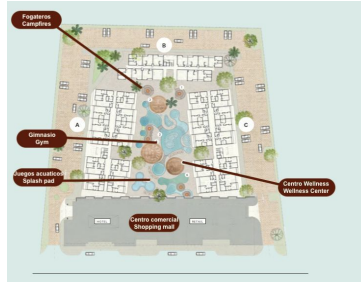 Fogateros
Campfires
B
A
C
Gimnasio
Gym
Juegos acuaticos
Splash pad
Centro Wellness
Wellness Center
Centro comercial
Shopping mall